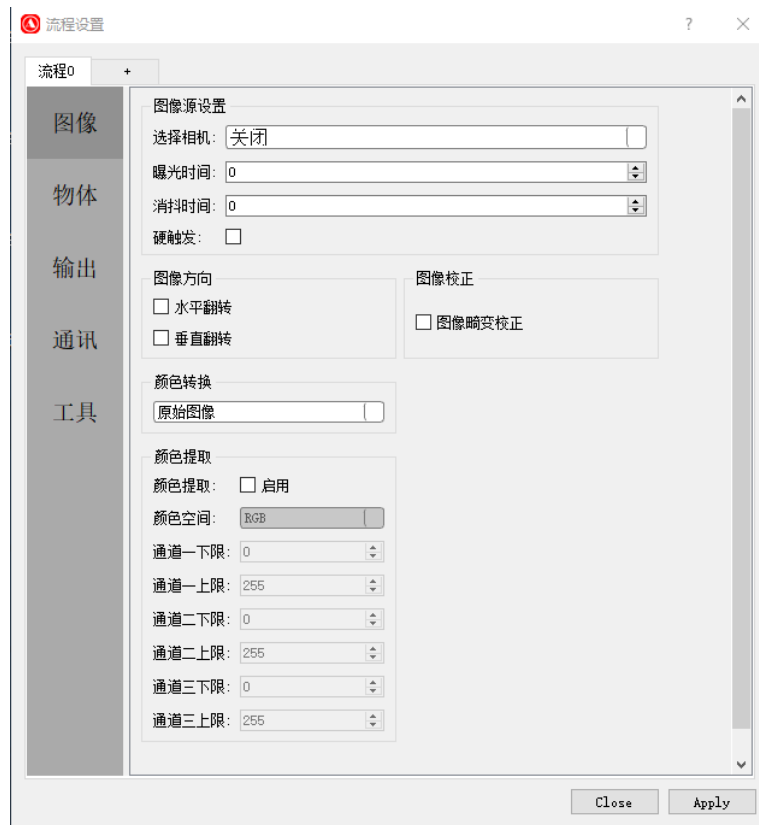 流程设置
流程0 +
图像
物体
输出
通讯
工具
图像源设置
选择相机: 关闭
曝光时间: 0
消抖时间: 0
硬触发:
图像方向
水平翻转
垂直翻转
图像校正
图像畸变校正
颜色转换
原始图像
颜色提取
颜色提取: 启用
颜色空间: RGB
通道一下限: 0
通道一上限: 255
通道二下限: 0
通道二上限: 255
通道三下限: 0
通道三上限: 255
Close Apply